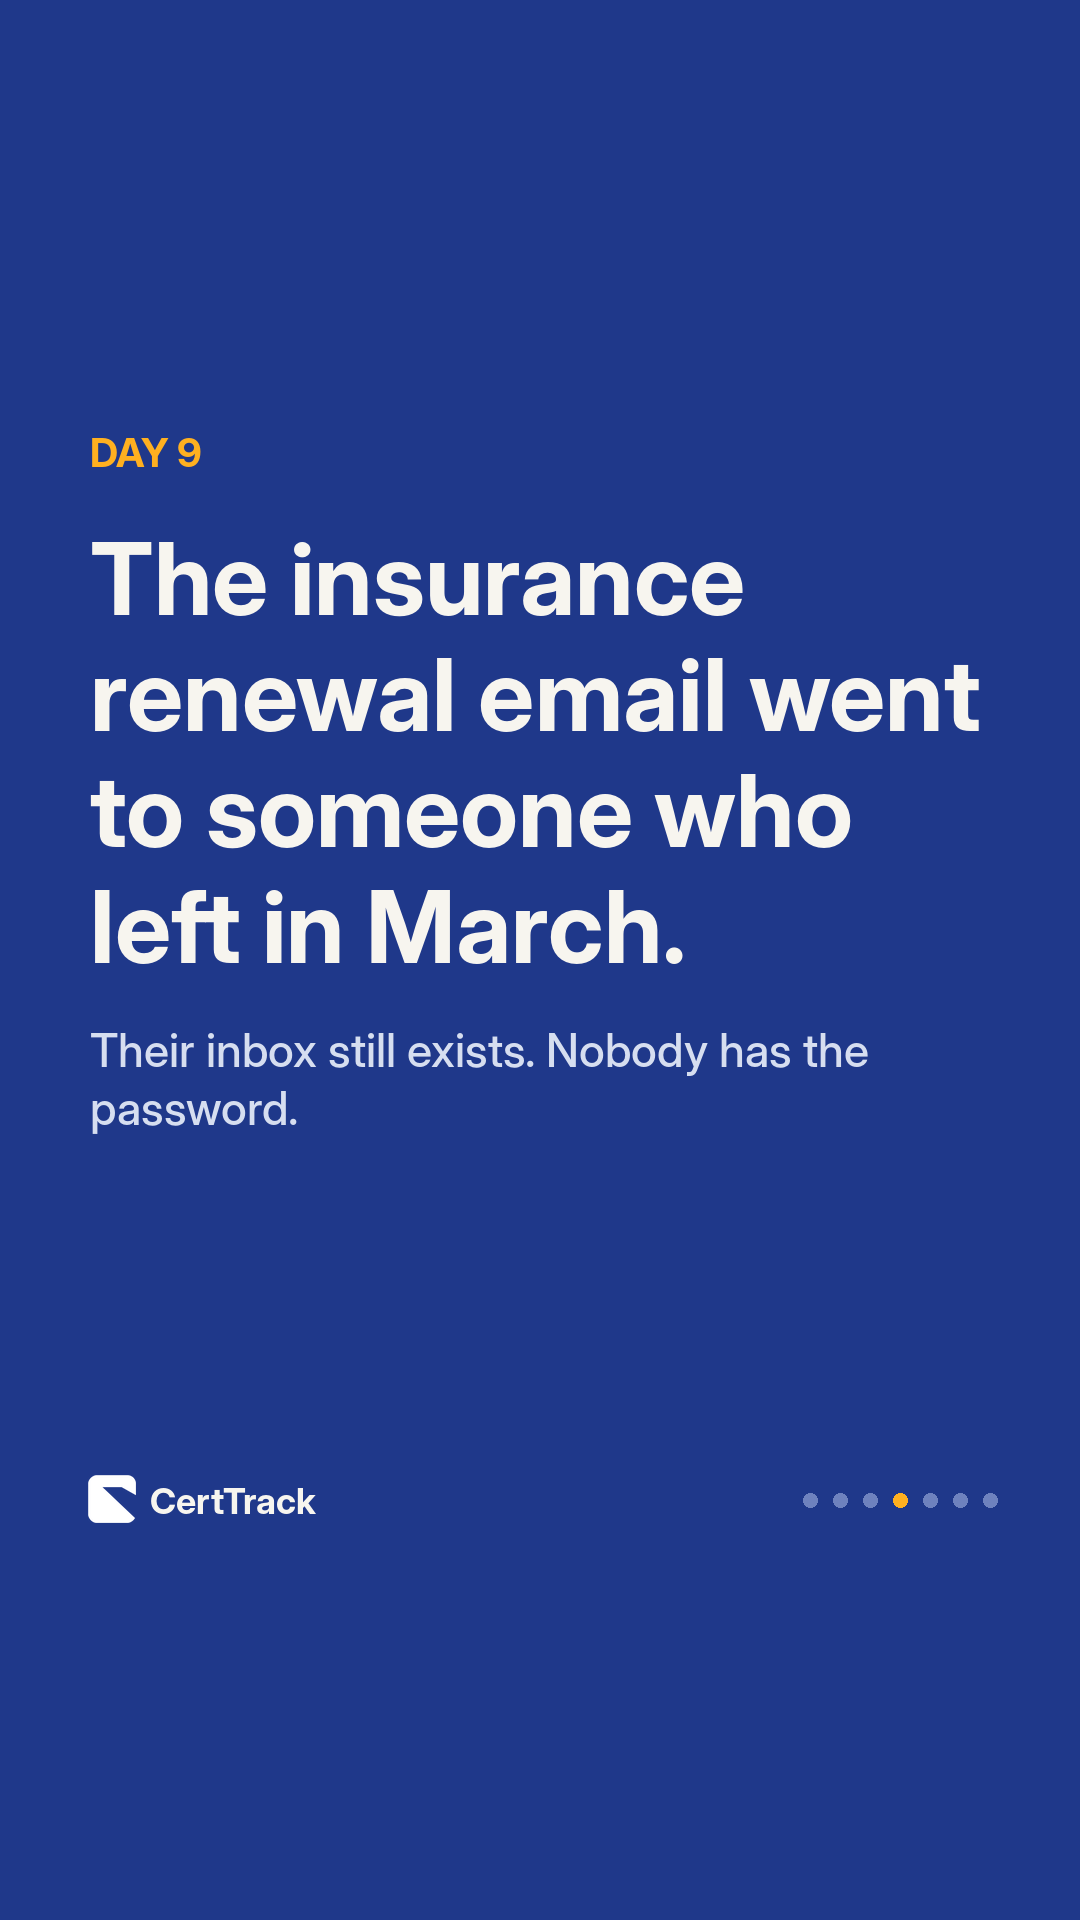 DAY 9
The insurance
renewal email went
to someone who
left in March.
Their inbox still exists. Nobody has the
password.
CertTrack